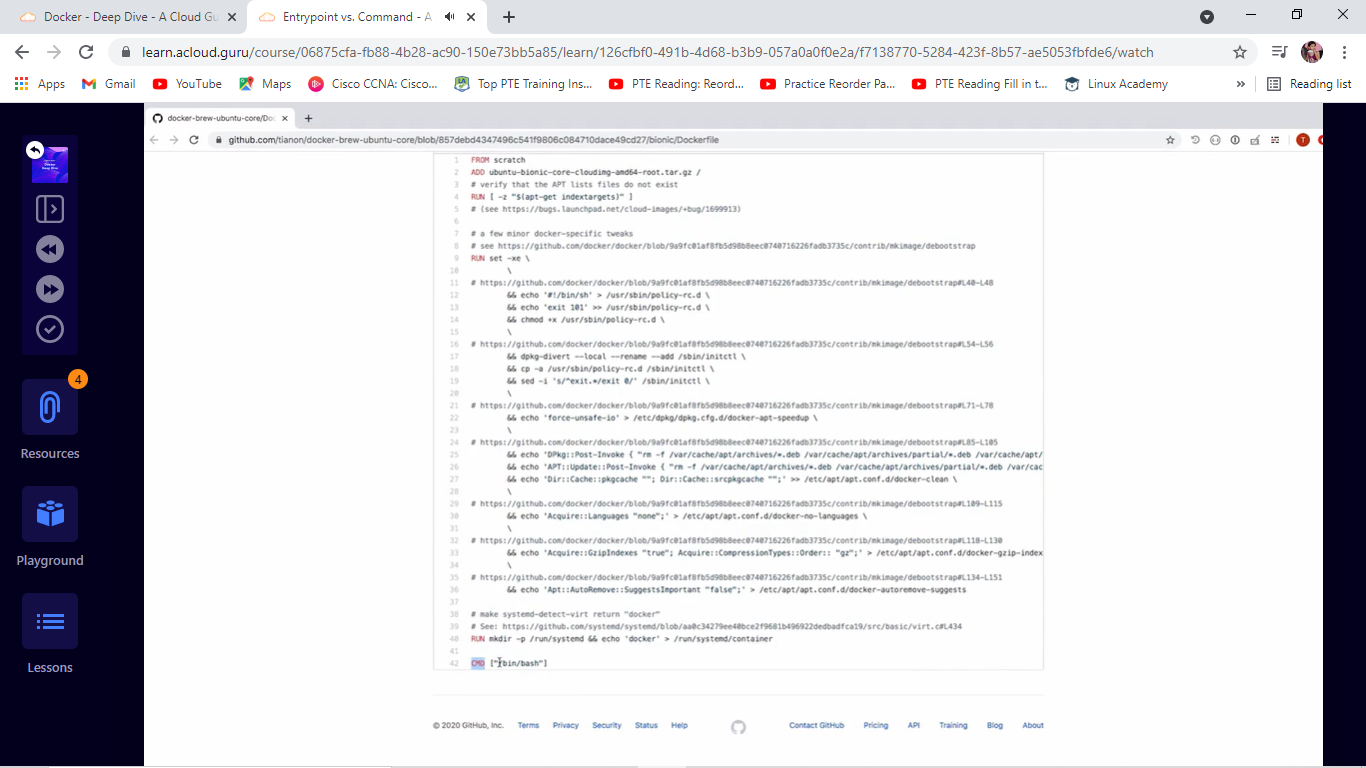 Docker - Deep Dive - A Cloud Gu
Entrypoint vs. Command - A
learn.acloud.guru/course/06875cfa-fb88-4b28-ac90-150e73bb5a85/learn/126cfbf0-491b-4d68-b3b9-057a0a0f0e2a/f7138770-5284-423f-8b57-ae5053fbfde6/watch
Apps Gmail YouTube Maps Cisco CCNA: Cisco... Top PTE Training Ins... PTE Reading: Reord... Practice Reorder Pa... PTE Reading Fill in t... Linux Academy » Reading list
Docker
Deep Dive
4
Resources
Playground
Lessons
docker-brew-ubuntu-core/Doc
github.com/tianon/docker-brew-ubuntu-core/blob/857debd4347496c541f9806c084710dace49cd27/bionic/Dockerfile
T
1 FROM scratch
2 ADD ubuntu-bionic-core-cloudimg-amd64-root.tar.gz /
3 # verify that the APT lists files do not exist
4 RUN [ -z "$(apt-get indextargets)" ]
5 # (see https://bugs.launchpad.net/cloud-images/+bug/1699913)
6
7 # a few minor docker-specific tweaks
8 # see https://github.com/docker/docker/blob/9a9fc01af8fb5d98b8eec0740716226fadb3735c/contrib/mkimage/debootstrap
9 RUN set -xe \
10 \
11 # https://github.com/docker/docker/blob/9a9fc01af8fb5d98b8eec0740716226fadb3735c/contrib/mkimage/debootstrap#L40-L48
12 && echo '#!/bin/sh' > /usr/sbin/policy-rc.d \
13 && echo 'exit 101' >> /usr/sbin/policy-rc.d \
14 && chmod +x /usr/sbin/policy-rc.d \
15 \
16 # https://github.com/docker/docker/blob/9a9fc01af8fb5d98b8eec0740716226fadb3735c/contrib/mkimage/debootstrap#L54-L56
17 && dpkg-divert --local --rename --add /sbin/initctl \
18 && cp -a /usr/sbin/policy-rc.d /sbin/initctl \
19 && sed -i 's/^exit.*/exit 0/' /sbin/initctl \
20 \
21 # https://github.com/docker/docker/blob/9a9fc01af8fb5d98b8eec0740716226fadb3735c/contrib/mkimage/debootstrap#L71-L78
22 && echo 'force-unsafe-io' > /etc/dpkg/dpkg.cfg.d/docker-apt-speedup \
23 \
24 # https://github.com/docker/docker/blob/9a9fc01af8fb5d98b8eec0740716226fadb3735c/contrib/mkimage/debootstrap#L85-L105
25 && echo 'DPkg::Post-Invoke { "rm -f /var/cache/apt/archives/*.deb /var/cache/apt/archives/partial/*.deb /var/cache/apt/
26 && echo 'APT::Update::Post-Invoke { "rm -f /var/cache/apt/archives/*.deb /var/cache/apt/archives/partial/*.deb /var/cac
27 && echo 'Dir::Cache::pkgcache ""; Dir::Cache::srcpkgcache "";' >> /etc/apt/apt.conf.d/docker-clean \
28 \
29 # https://github.com/docker/docker/blob/9a9fc01af8fb5d98b8eec0740716226fadb3735c/contrib/mkimage/debootstrap#L109-L115
30 && echo 'Acquire::Languages "none";' > /etc/apt/apt.conf.d/docker-no-languages \
31 \
32 # https://github.com/docker/docker/blob/9a9fc01af8fb5d98b8eec0740716226fadb3735c/contrib/mkimage/debootstrap#L118-L130
33 && echo 'Acquire::GzipIndexes "true"; Acquire::CompressionTypes::Order:: "gz";' > /etc/apt/apt.conf.d/docker-gzip-index
34 \
35 # https://github.com/docker/docker/blob/9a9fc01af8fb5d98b8eec0740716226fadb3735c/contrib/mkimage/debootstrap#L134-L151
36 && echo 'Apt::AutoRemove::SuggestsImportant "false";' > /etc/apt/apt.conf.d/docker-autoremove-suggests
37
38 # make systemd-detect-virt return "docker"
39 # See: https://github.com/systemd/systemd/blob/aa0c34279ee40bce2f9681b496922dedbadfca19/src/basic/virt.c#L434
40 RUN mkdir -p /run/systemd && echo 'docker' > /run/systemd/container
41
42 CMD ["/bin/bash"]
© 2020 GitHub, Inc. Terms Privacy Security Status Help Contact GitHub Pricing API Training Blog About